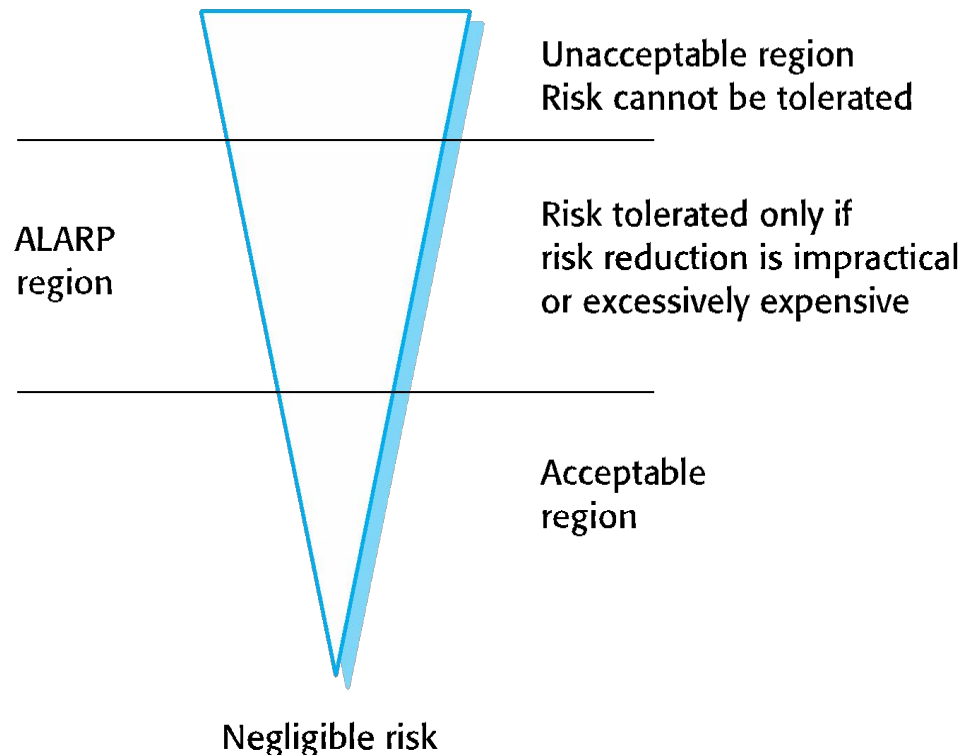 Unacceptable region
Risk cannot be tolerated
ALARP
region
Risk tolerated only if
risk reduction is impractical
or excessively expensive
Acceptable
region
Negligible risk